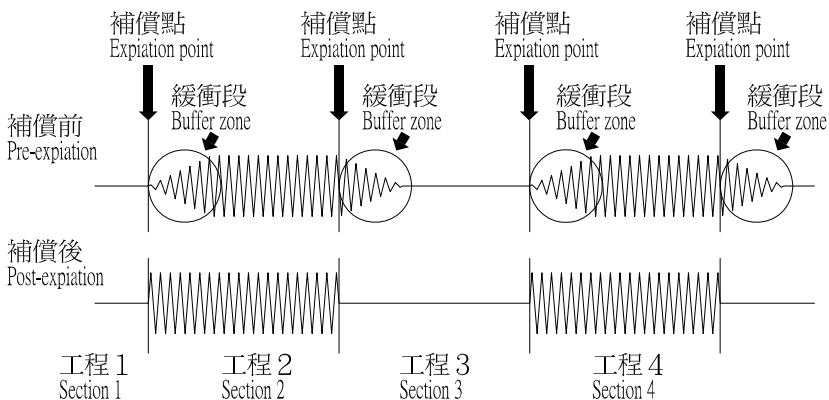 補償點
Expiation point
補償點
Expiation point
補償點
Expiation point
補償點
Expiation point
緩衝段
Buffer zone
緩衝段
Buffer zone
緩衝段
Buffer zone
緩衝段
Buffer zone
補償前
Pre-expiation
補償後
Post-expiation
工程1
Section 1
工程2
Section 2
工程3
Section 3
工程4
Section 4